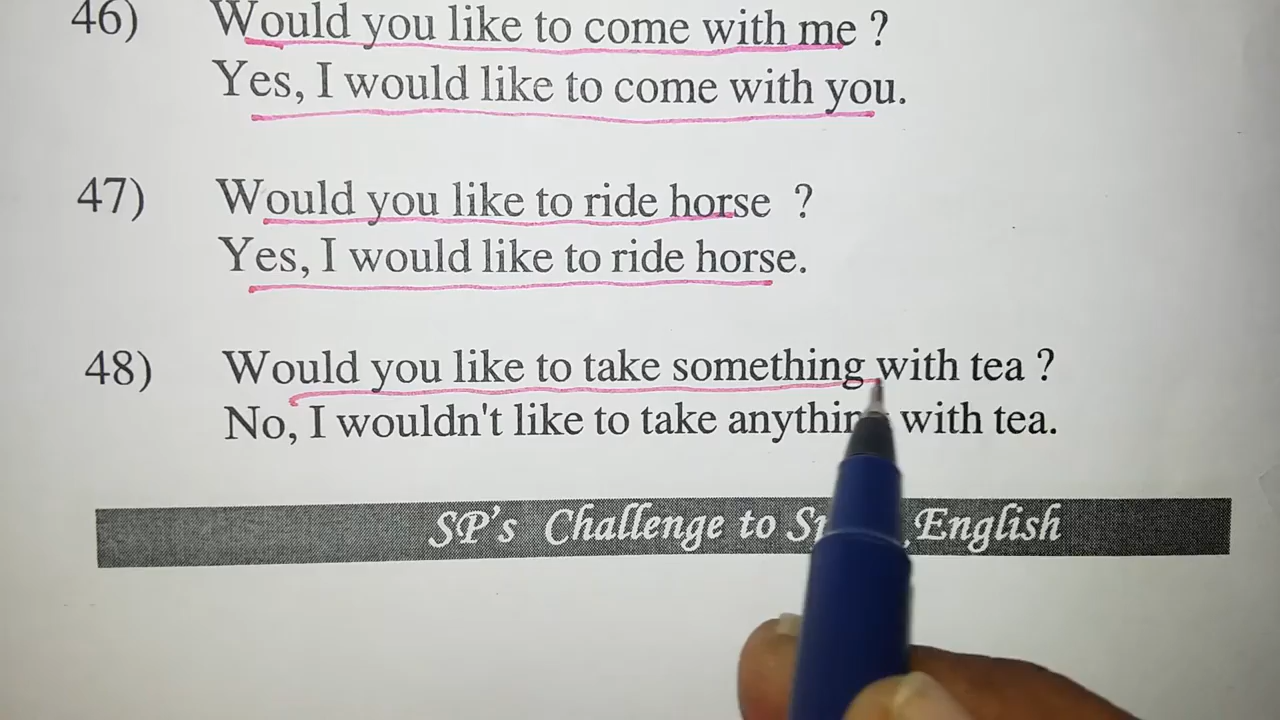 46) Would you like to come with me ?
Yes, I would like to come with you.
47) Would you like to ride horse ?
Yes, I would like to ride horse.
48) Would you like to take something with tea ?
No, I wouldn't like to take with tea.
SP's Challenge to English